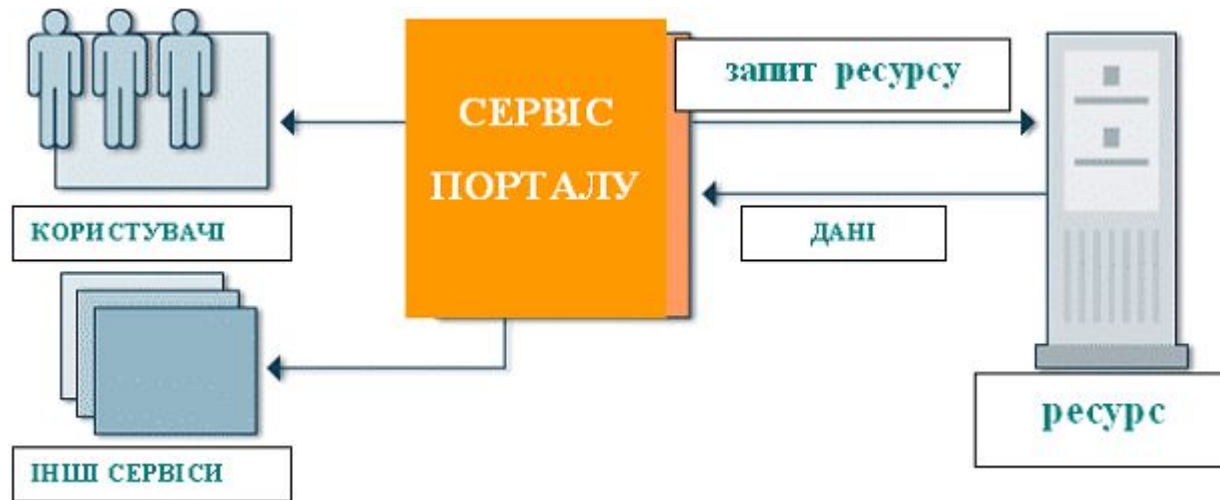 СЕРВІС
ПОРТАЛУ
запит ресурсу
КОРИСТУВАЧІ
ДАНІ
ІНШІ СЕРВІСИ
ресурс